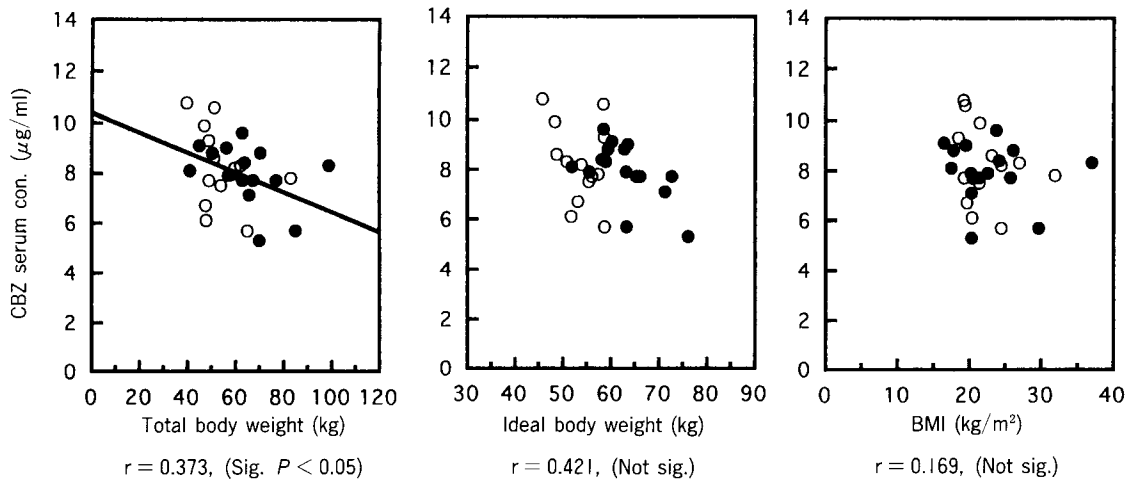 CBZ serum con. (μg/ml)
14
12
10
8
6
4
2
0
0 20 40 60 80 100 120
Total body weight (kg)
r = 0.373, (Sig. P < 0.05)
14
12
10
8
6
4
2
0
30 40 50 60 70 80 90
Ideal body weight (kg)
r = 0.421, (Not sig.)
14
12
10
8
6
4
2
0
0 10 20 30 40
BMI (kg/m²)
r = 0.169, (Not sig.)